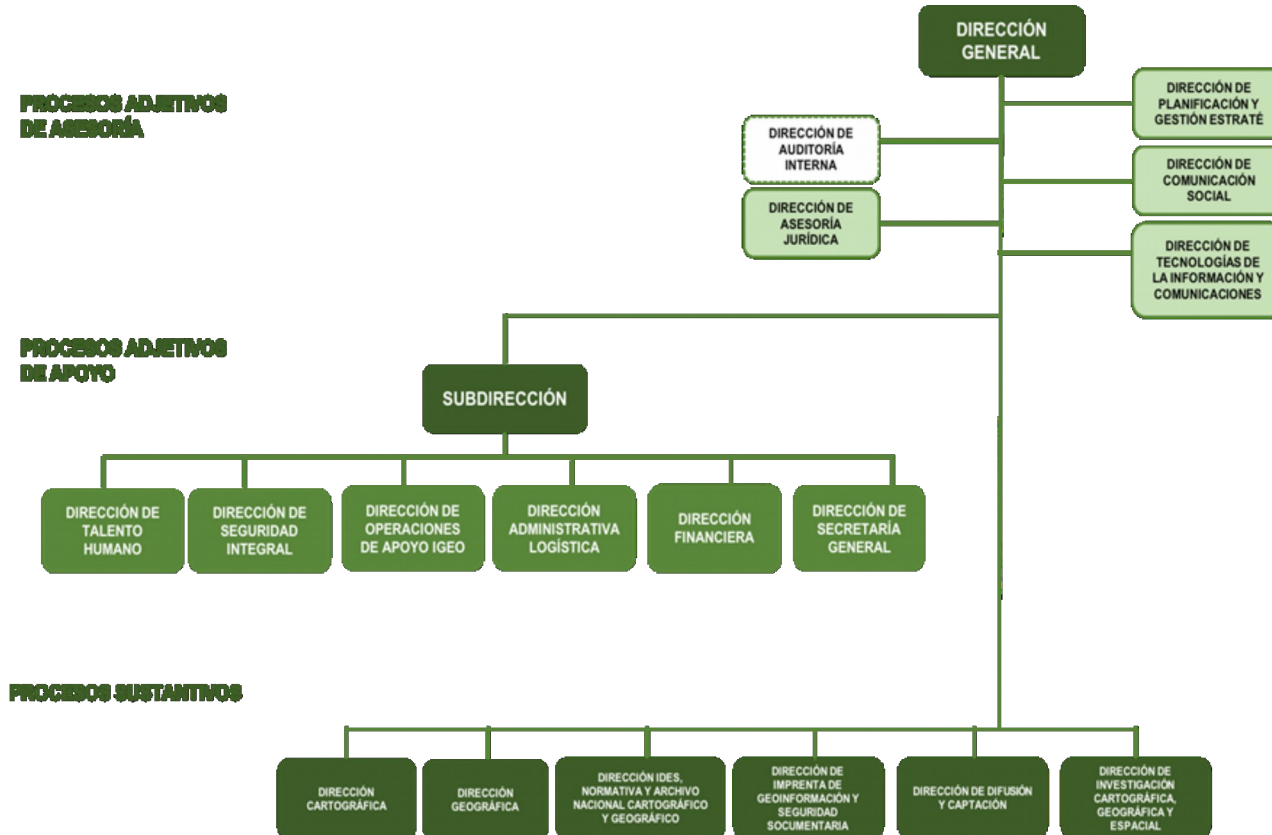 DIRECCIÓN
GENERAL
PROCESOS ADJETIVOS
DE ASESORÍA
DIRECCIÓN DE
PLANIFICACIÓN Y
GESTIÓN ESTRATÉ
DIRECCIÓN DE
AUDITORÍA
INTERNA
DIRECCIÓN DE
COMUNICACIÓN
SOCIAL
DIRECCIÓN DE
ASESORÍA
JURÍDICA
DIRECCIÓN DE
TECNOLOGÍAS DE
LA INFORMACIÓN Y
COMUNICACIONES
PROCESOS ADJETIVOS
DE APOYO
SUBDIRECCIÓN
DIRECCIÓN DE
TALENTO
HUMANO
DIRECCIÓN DE
SEGURIDAD
INTEGRAL
DIRECCIÓN DE
OPERACIONES
DE APOYO IGEO
DIRECCIÓN
ADMINISTRATIVA
LOGÍSTICA
DIRECCIÓN
FINANCIERA
DIRECCIÓN DE
SECRETARÍA
GENERAL
PROCESOS SUSTANTIVOS
DIRECCIÓN
CARTOGRÁFICA
DIRECCIÓN
GEOGRÁFICA
DIRECCIÓN IDES,
NORMATIVA Y ARCHIVO
NACIONAL CARTOGRÁFICO
Y GEOGRÁFICO
DIRECCIÓN DE
IMPRENTA DE
GEOINFORMACIÓN Y
SEGURIDAD
SOCUMENTARIA
DIRECCIÓN DE DIFUSIÓN
Y CAPTACIÓN
DIRECCIÓN DE
INVESTIGACIÓN
CARTOGRÁFICA,
GEOGRÁFICA Y
ESPACIAL